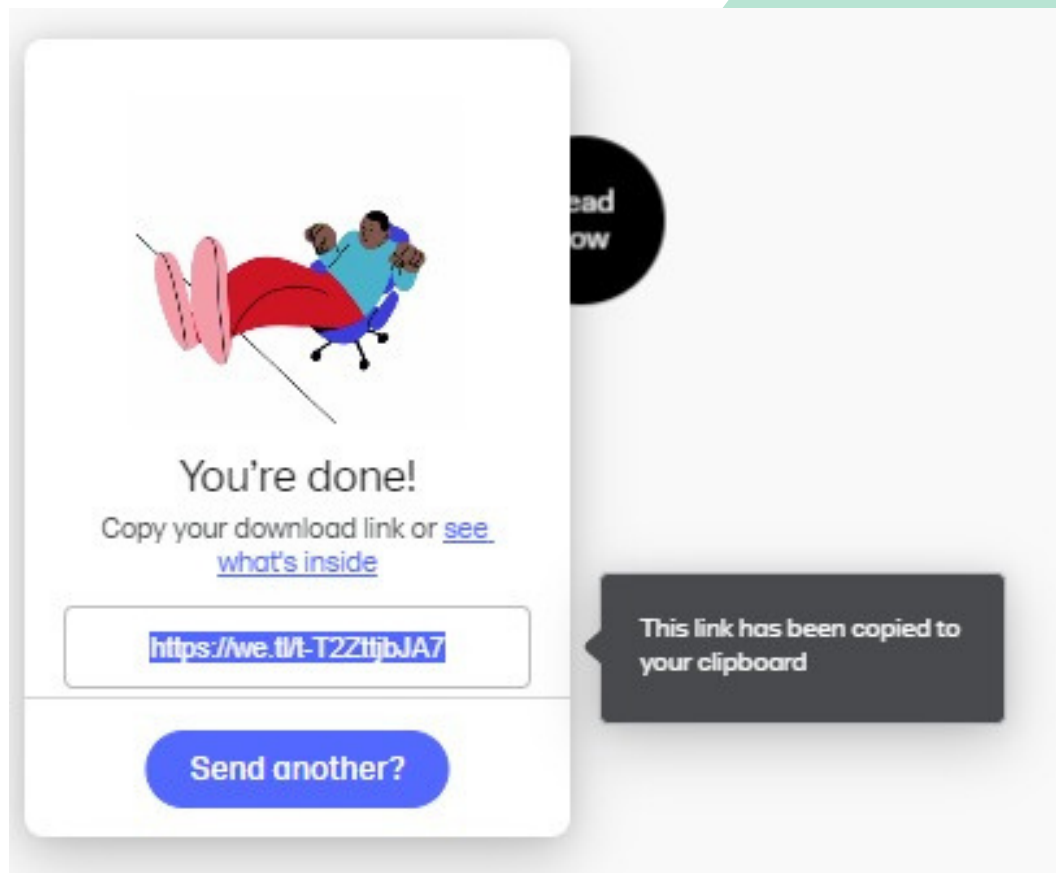 You're done!
Copy your download link or see
what's inside
https://we.tl/t-T2ZttjbJA7
This link has been copied to
your clipboard
Send another?